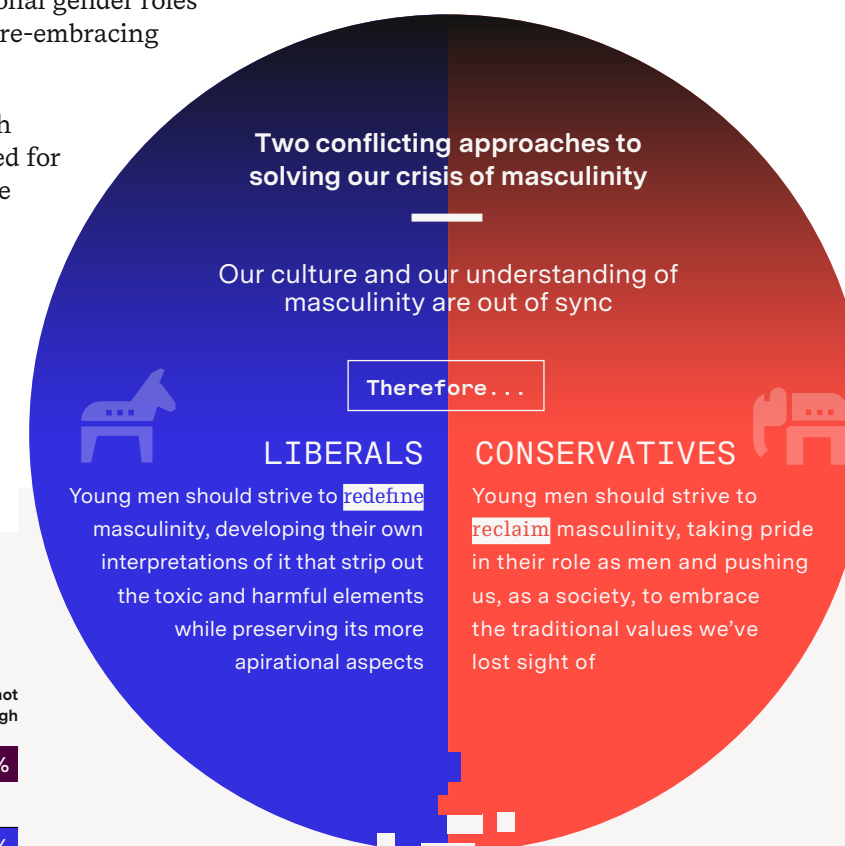 onal gender roles
re-embracing
h
ed for
e
Two conflicting approaches to
solving our crisis of masculinity
Our culture and our understanding of
masculinity are out of sync
Therefore...
LIBERALS
Young men should strive to redefine
masculinity, developing their own
interpretations of it that strip out
the toxic and harmful elements
while preserving its more
apirational aspects
CONSERVATIVES
Young men should strive to
reclaim masculinity, taking pride
in their role as men and pushing
us, as a society, to embrace
the traditional values we’ve
lost sight of
not
gh
%